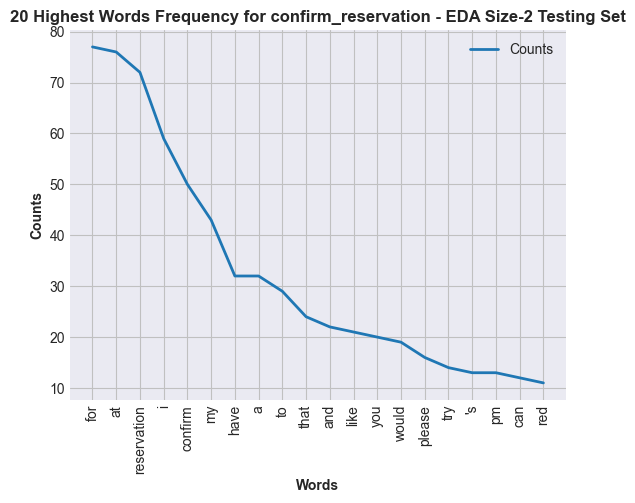 20 Highest Words Frequency for confirm_reservation - EDA Size-2 Testing Set
Counts
80
70
60
50
40
30
20
10
Counts
for
at
reservation
i
confirm
my
have
a
to
that
and
like
you
would
please
try
's
pm
can
red
Words